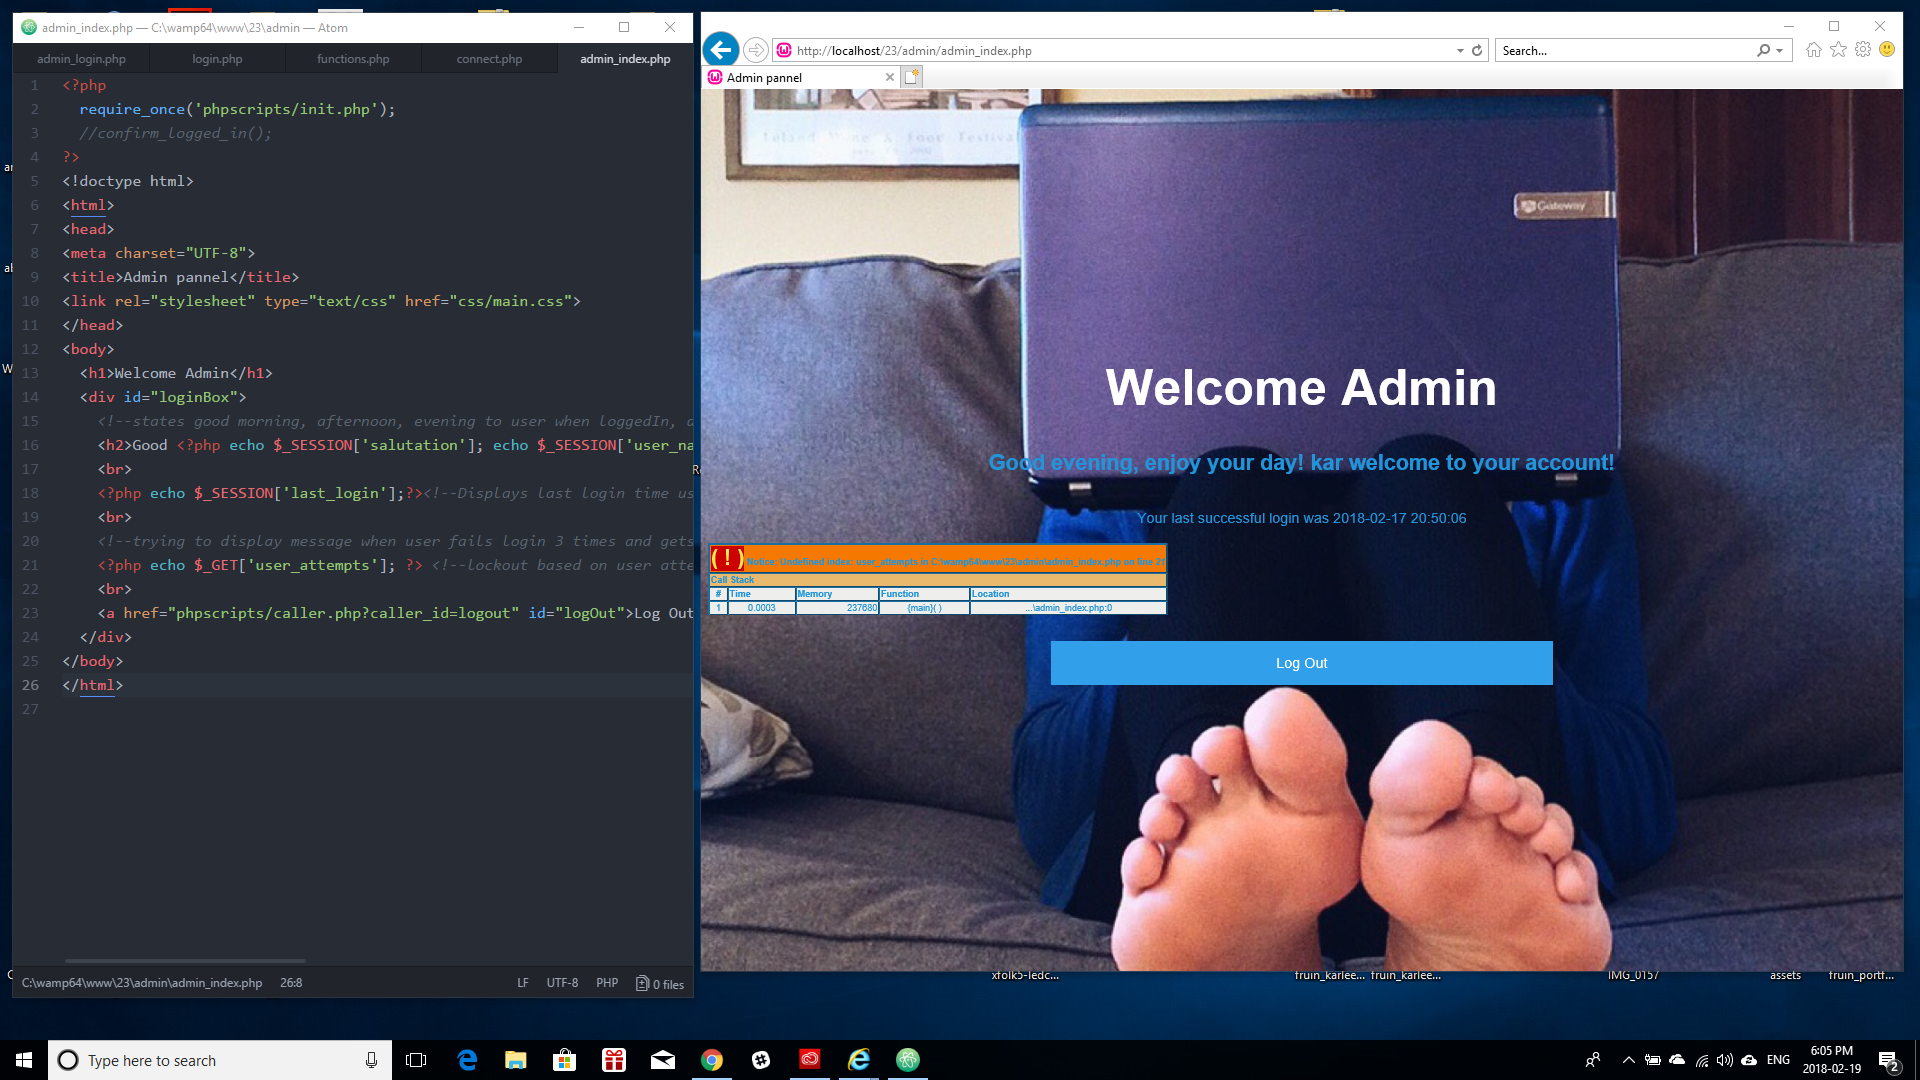 admin_index.php — C:\wamp64\www\23\admin — Atom
admin_login.php
login.php
functions.php
connect.php
admin_index.php
1 <?php
2 require_once('phpscripts/init.php');
3 //confirm_logged_in();
4 ?>
5 <!doctype html>
6 <html>
7 <head>
8 <meta charset="UTF-8">
9 <title>Admin pannel</title>
10 <link rel="stylesheet" type="text/css" href="css/main.css">
11 </head>
12 <body>
13 <h1>Welcome Admin</h1>
14 <div id="loginBox">
15 <!--states good morning, afternoon, evening to user when loggedIn,
16 <h2>Good <?php echo $_SESSION['salutation']; echo $_SESSION['user_na
17 <br>
18 <?php echo $_SESSION['last_login'];?><!--Displays last login time us
19 <br>
20 <!--trying to display message when user fails login 3 times and gets
21 <?php echo $_GET['user_attempts']; ?> <!--lockout based on user atte
22 <br>
23 <a href="phpscripts/caller.php?caller_id=logout" id="logOut">Log Out
24 </div>
25 </body>
26 </html>
27
C:\wamp64\www\23\admin\admin_index.php 26:8 LF UTF-8 PHP 0 files
http://localhost/23/admin/admin_index.php
Search...
Admin pannel
Gateway
Welcome Admin
Good evening, enjoy your day! kar welcome to your account!
Your last successful login was 2018-02-17 20:50:06
( ! ) Notice: Undefined index: user_attempts in C:\wamp64\www\23\admin\admin_index.php on line 21
Call Stack
# Time Memory Function Location
1 0.0003 237680 {main}( ) ...\admin_index.php:0
Log Out
xfolk5-ledc...
fruin_karlee...
fruin_karlee...
IMG_0157
assets
fruin_portf...
Type here to search
ENG
6:05 PM
2018-02-19
2